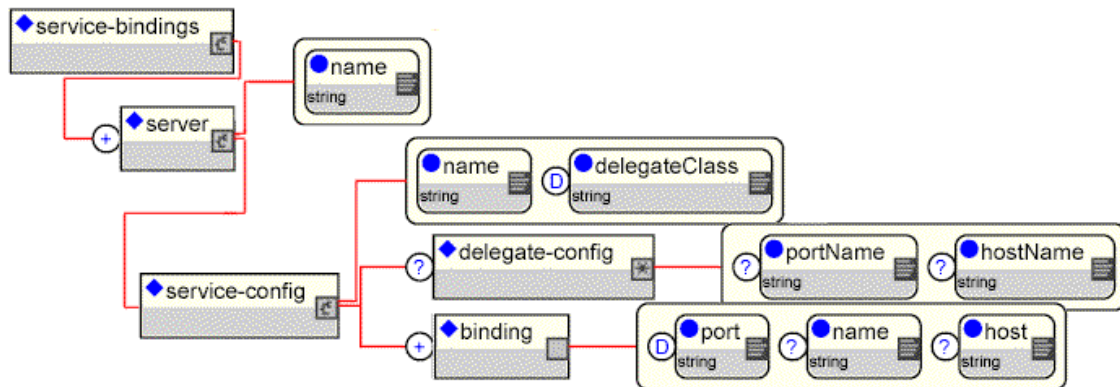 service-bindings
name
string
+
server
name
string
D
delegateClass
string
?
delegate-config
?
portName
string
?
hostName
string
service-config
+
binding
D
port
string
?
name
string
?
host
string